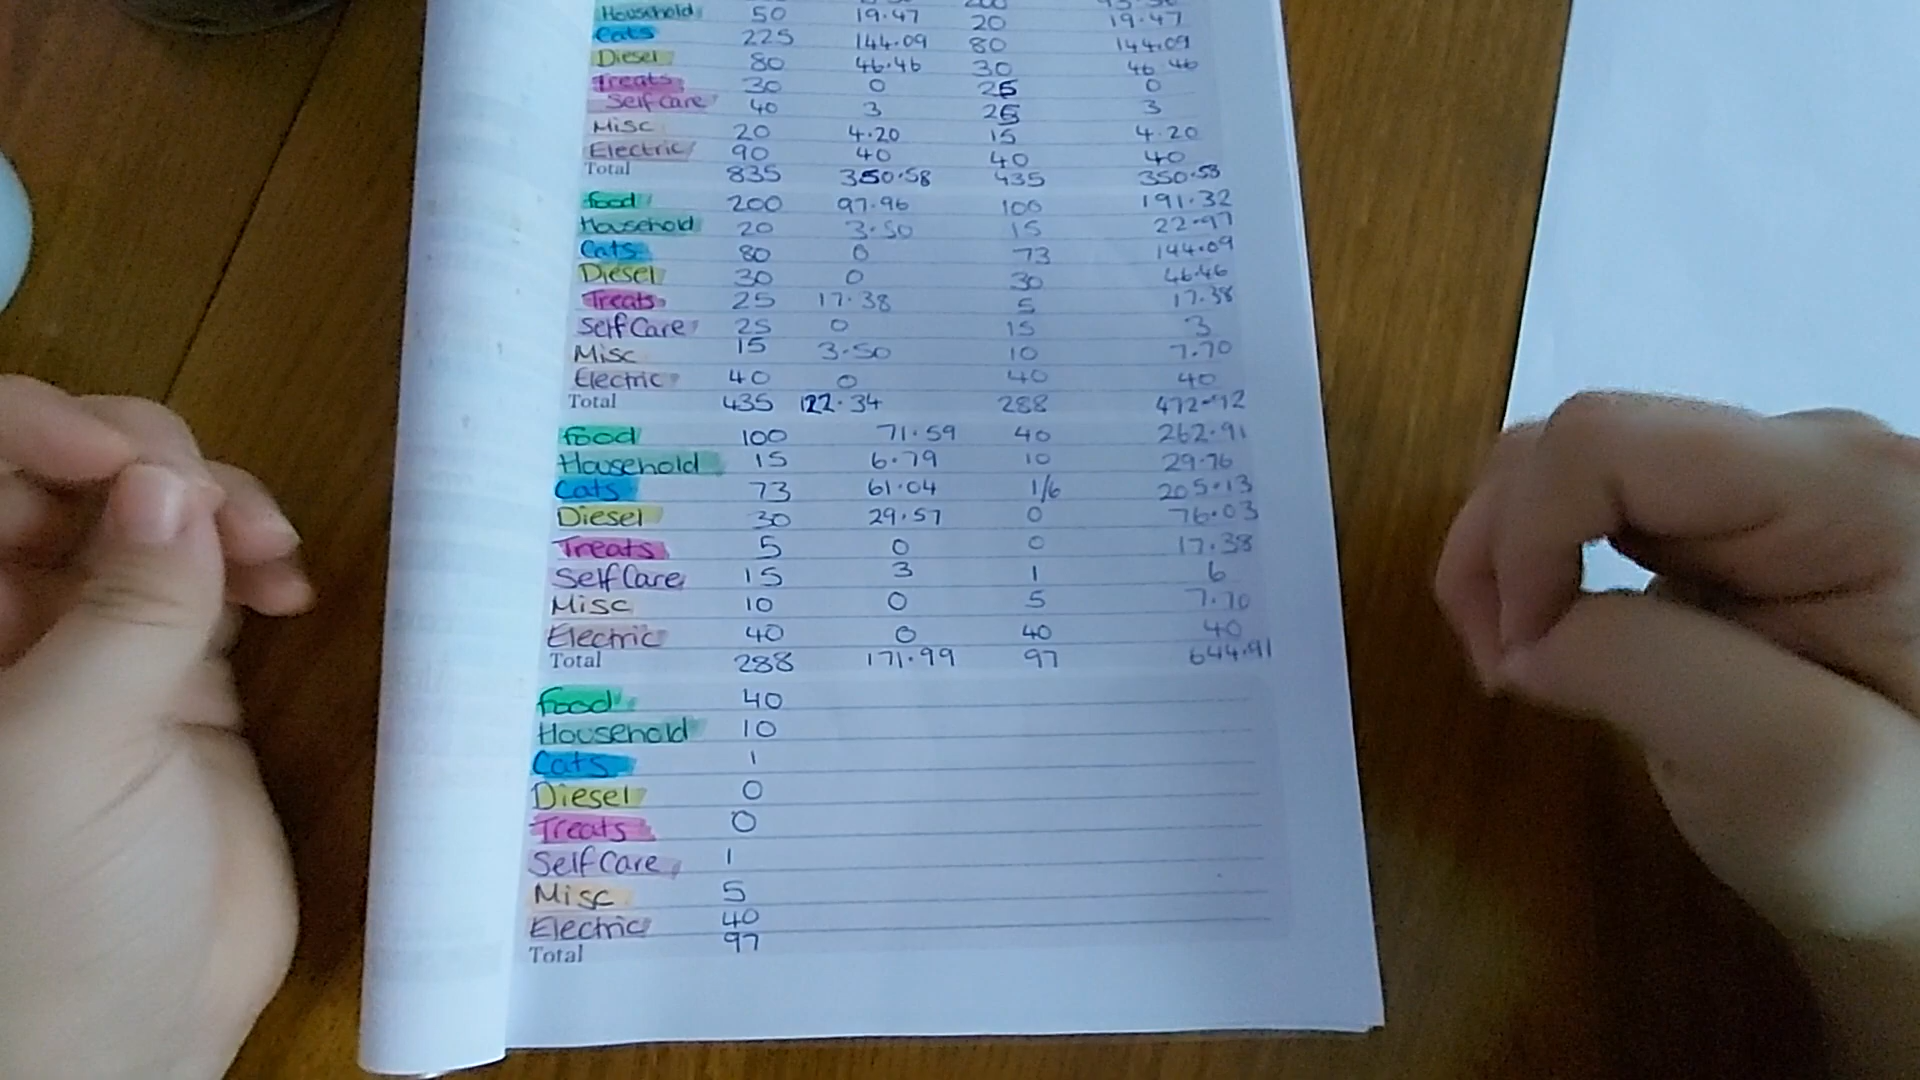 Household 50 19.47 20 19.47
Cats 225 144.09 80 144.09
Diesel 80 46.46 30 46.46
Treats 30 0 25 0
Self Care 40 3 25 3
Misc 20 4.20 15 4.20
Electric 90 40 40 40
Total 835 350.58 435 350.58
food 200 97.96 100 191.32
Household 20 3.50 15 22.97
Cats 80 0 73 144.09
Diesel 30 0 30 46.46
Treats 25 17.38 5 17.38
Self Care 25 0 15 3
Misc 15 3.50 10 7.70
Electric 40 0 40 40
Total 435 122.34 288 472.92
food 100 71.59 40 262.91
Household 15 6.79 10 29.76
Cats 73 61.04 1/6 205.13
Diesel 30 29.57 0 76.03
Treats 5 0 0 17.38
Self Care 15 3 1 6
Misc 10 0 5 7.70
Electric 40 0 40 40
Total 288 171.99 97 644.91
food 40
Household 10
Cats 1
Diesel 0
Treats 0
Self Care 1
Misc 5
Electric 40
Total 97